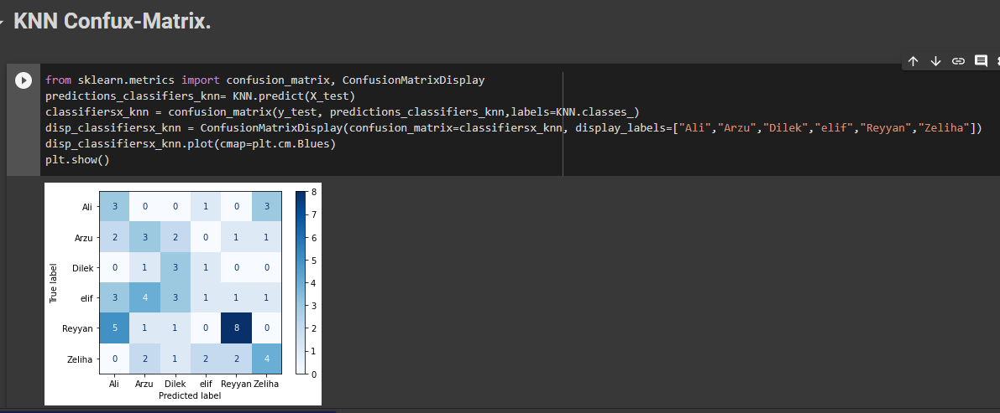 KNN Confux-Matrix.
from sklearn.metrics import confusion_matrix, ConfusionMatrixDisplay
predictions_classifiers_knn= KNN.predict(X_test)
classifiersx_knn = confusion_matrix(y_test, predictions_classifiers_knn,labels=KNN.classes_)
disp_classifiersx_knn = ConfusionMatrixDisplay(confusion_matrix=classifiersx_knn, display_labels=["Ali","Arzu","Dilek","elif","Reyyan","Zeliha"])
disp_classifiersx_knn.plot(cmap=plt.cm.Blues)
plt.show()
Ali 3 0 0 1 0 3
Arzu 2 3 2 0 1 1
Dilek 0 1 3 1 0 0
elif 3 4 3 1 1 1
Reyyan 5 1 1 0 8 0
Zeliha 0 2 1 2 2 4
Ali Arzu Dilek elif Reyyan Zeliha
Predicted label
True label
8
7
6
5
4
3
2
1
0